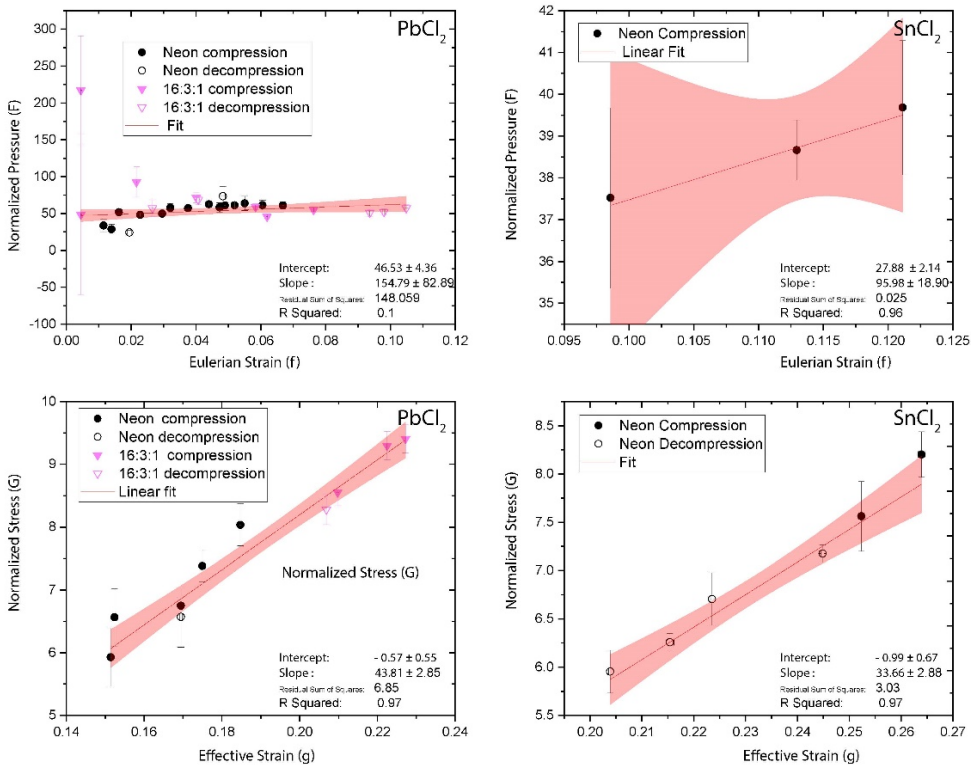 PbCl2
Neon compression
Neon decompression
16:3:1 compression
16:3:1 decompression
Fit
300
250
200
150
100
50
0
-50
-100
Normalized Pressure (F)
Intercept: 46.53 ± 4.36
Slope : 154.79 ± 82.89
Residual Sum of Squares: 148.059
R Squared: 0.1
0.00 0.02 0.04 0.06 0.08 0.10 0.12
Eulerian Strain (f)
SnCl2
Neon Compression
Linear Fit
42
41
40
39
38
37
36
35
Normalized Pressure (F)
Intercept: 27.88 ± 2.14
Slope : 95.98 ± 18.90
Residual Sum of Squares: 0.025
R Squared: 0.96
0.095 0.100 0.105 0.110 0.115 0.120 0.125
Eulerian Strain (f)
PbCl2
Neon compression
Neon decompression
16:3:1 compression
16:3:1 decompression
Linear fit
10
9
8
7
6
5
Normalized Stress (G)
Normalized Stress (G)
Intercept: - 0.57 ± 0.55
Slope : 43.81 ± 2.85
Residual Sum of Squares: 6.85
R Squared: 0.97
0.14 0.16 0.18 0.20 0.22 0.24
Effective Strain (g)
SnCl2
Neon Compression
Neon Decompression
Fit
8.5
8.0
7.5
7.0
6.5
6.0
5.5
Normalized Stress (G)
Intercept: - 0.99 ± 0.67
Slope : 33.66 ± 2.88
Residual Sum of Squares: 3.03
R Squared: 0.97
0.20 0.21 0.22 0.23 0.24 0.25 0.26 0.27
Effective Strain (g)